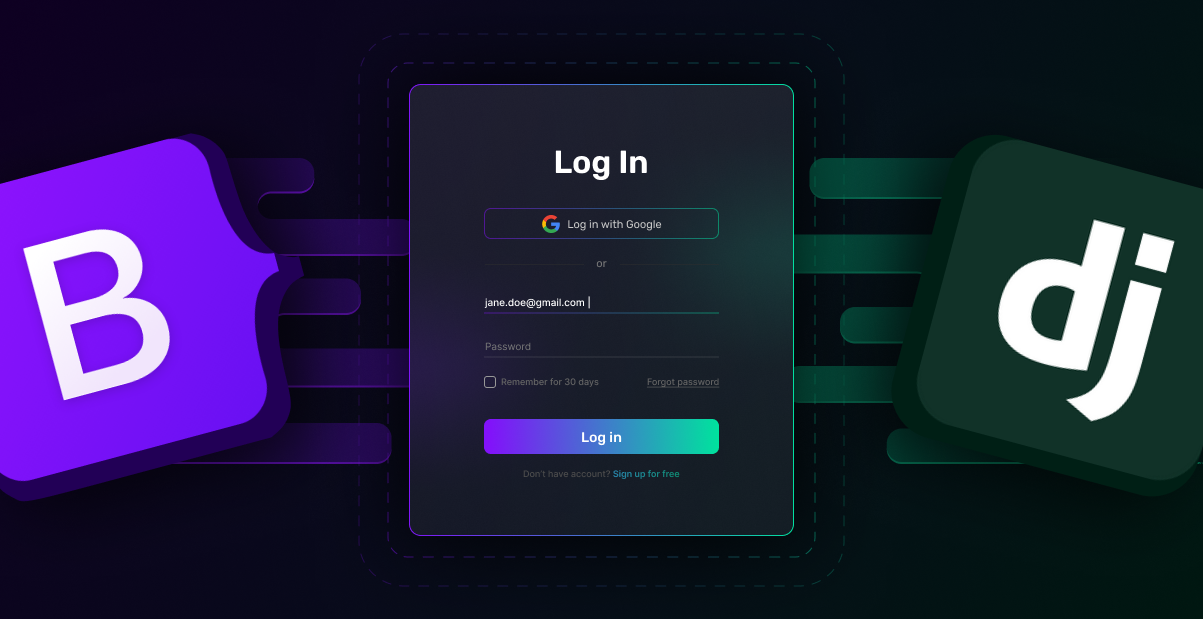 B
Log In
dj
Log in with Google
or
jane.doe@gmail.com |
Password
Remember for 30 days
Forgot password
Log in
Don't have account? Sign up for free